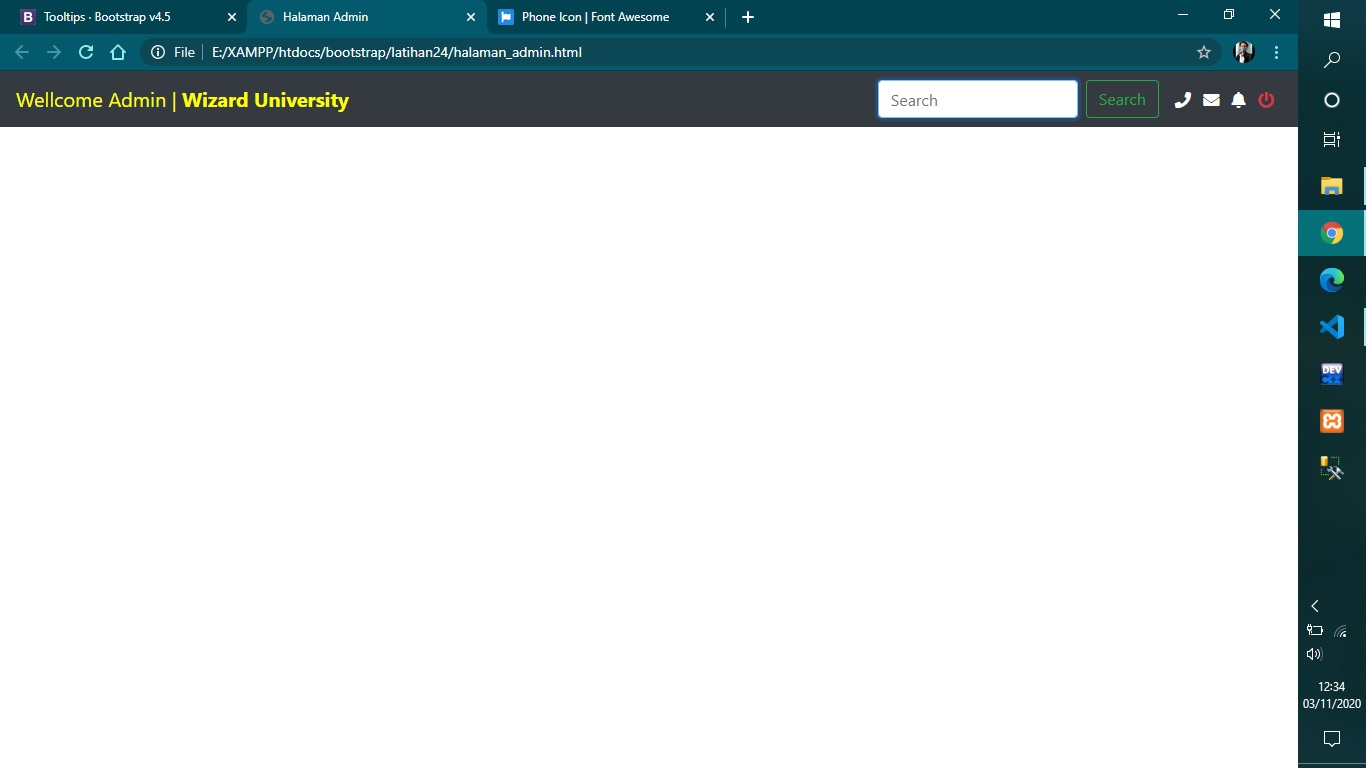 Tooltips · Bootstrap v4.5
Halaman Admin
Phone Icon | Font Awesome
File
E:/XAMPP/htdocs/bootstrap/latihan24/halaman_admin.html
Wellcome Admin | Wizard University
Search
Search
DEV
C++
12:34
03/11/2020